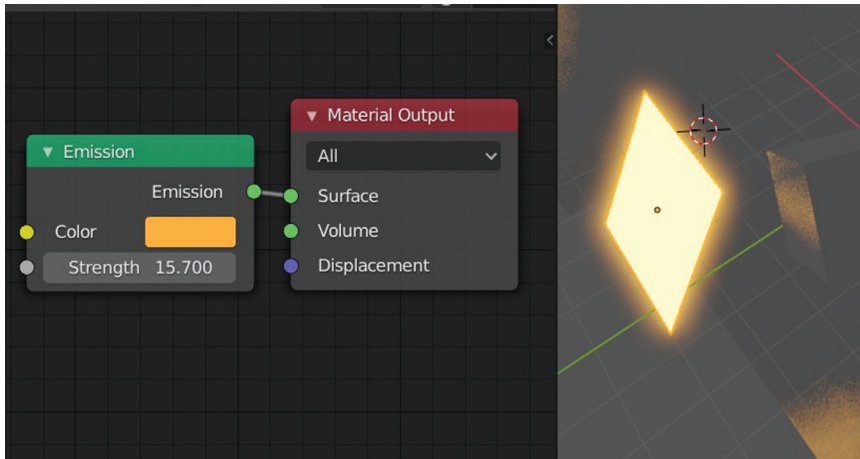 Emission
Emission
Color
Strength 15.700
Material Output
All
Surface
Volume
Displacement